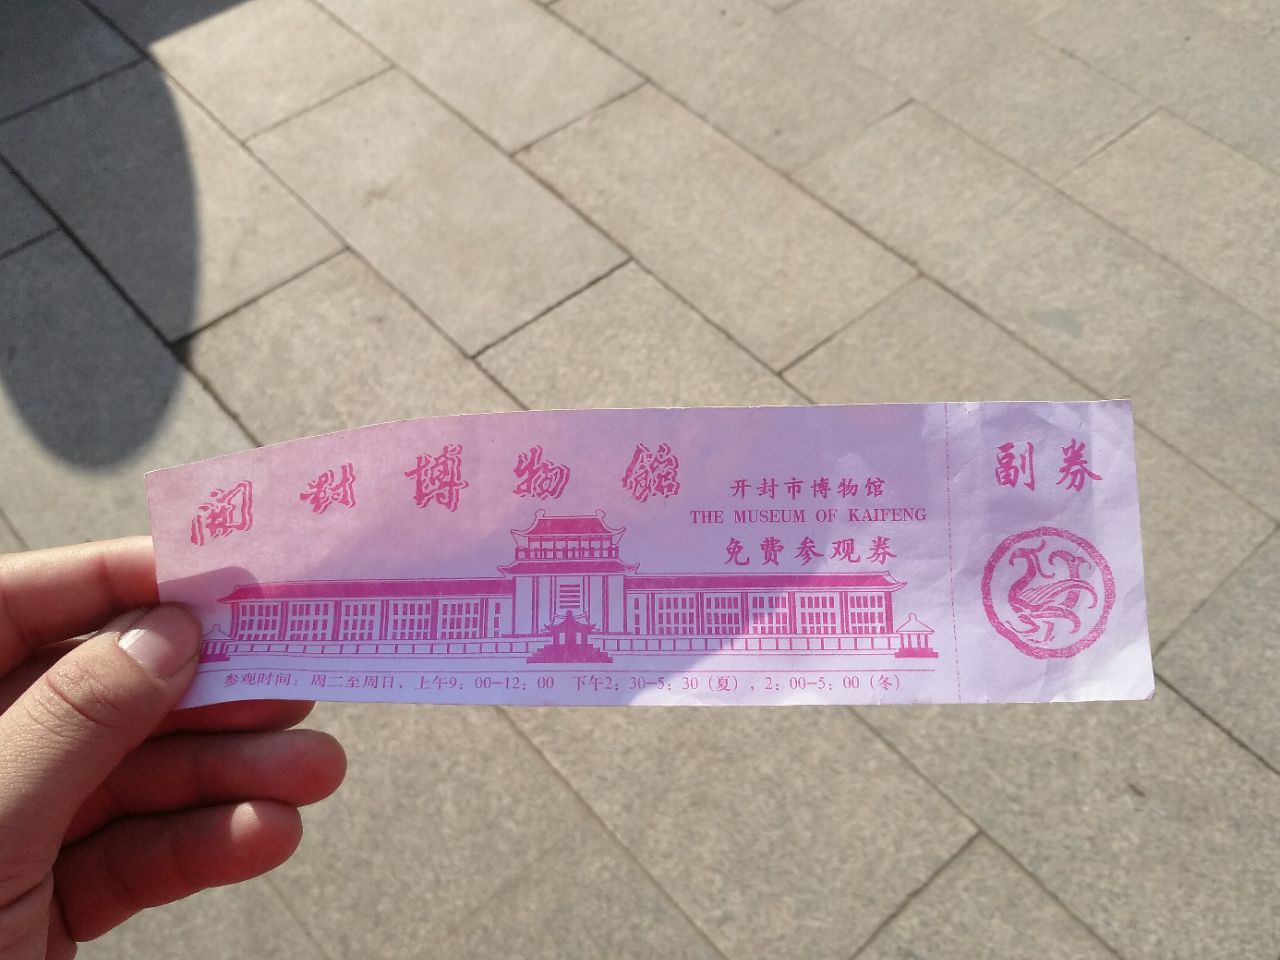 開封博物館
开封市博物馆
THE MUSEUM OF KAIFENG
免费参观券
参观时间：周二至周日，上午9：00-12：00 下午2：30-5：30（夏），2：00-5：00（冬）
副券